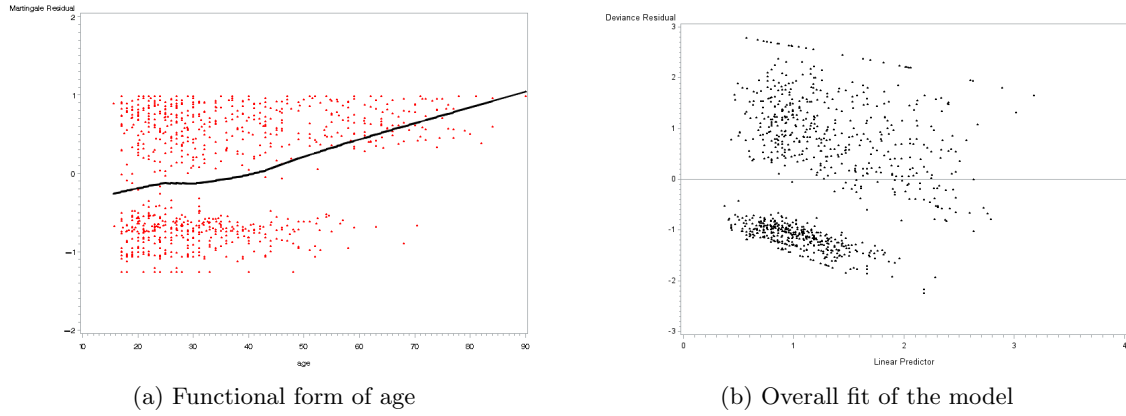 Martingale Residual
2
1
0
−1
−2
10 20 30 40 50 60 70 80 90
age
(a) Functional form of age
Deviance Residual
3
2
1
0
-1
-2
-3
0 1 2 3 4
Linear Predictor
(b) Overall fit of the model